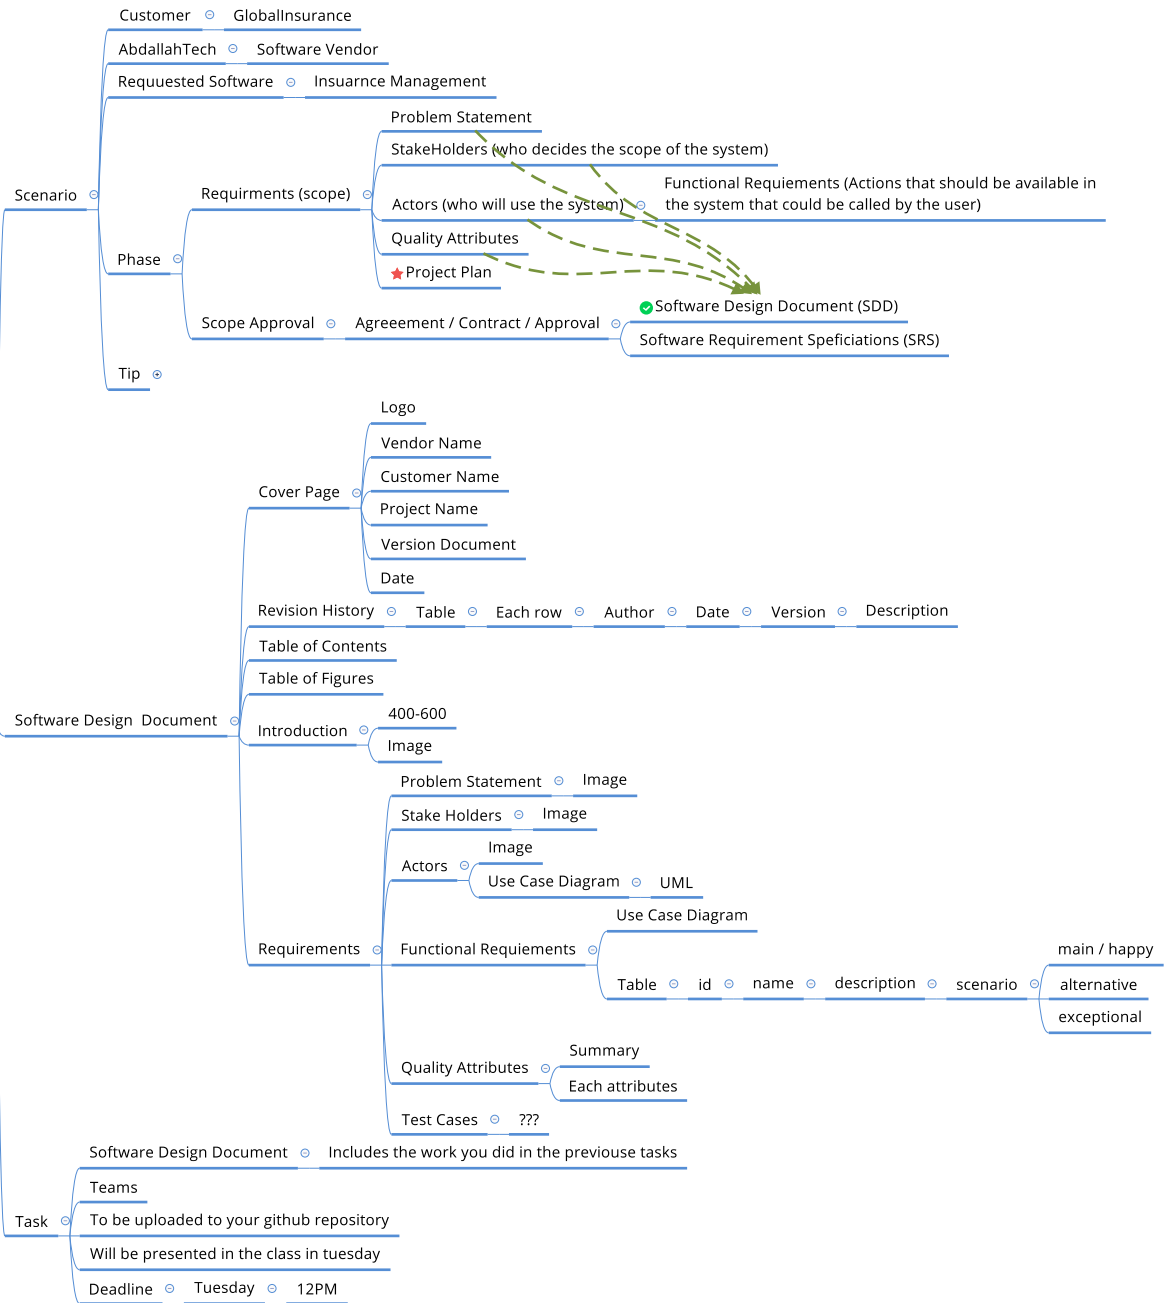 Customer
GlobalInsurance
AbdallahTech
Software Vendor
Requuested Software
Insuarnce Management
Scenario
Phase
Requirments (scope)
Problem Statement
StakeHolders (who decides the scope of the system)
Actors (who will use the system)
Functional Requiements (Actions that should be available in
the system that could be called by the user)
Quality Attributes
Project Plan
Scope Approval
Agreeement / Contract / Approval
Software Design Document (SDD)
Software Requirement Speficiations (SRS)
Tip
Software Design  Document
Cover Page
Logo
Vendor Name
Customer Name
Project Name
Version Document
Date
Revision History
Table
Each row
Author
Date
Version
Description
Table of Contents
Table of Figures
Introduction
400-600
Image
Requirements
Problem Statement
Image
Stake Holders
Image
Actors
Image
Use Case Diagram
UML
Functional Requiements
Use Case Diagram
Table
id
name
description
scenario
main / happy
alternative
exceptional
Quality Attributes
Summary
Each attributes
Test Cases
???
Task
Software Design Document
Includes the work you did in the previouse tasks
Teams
To be uploaded to your github repository
Will be presented in the class in tuesday
Deadline
Tuesday
12PM